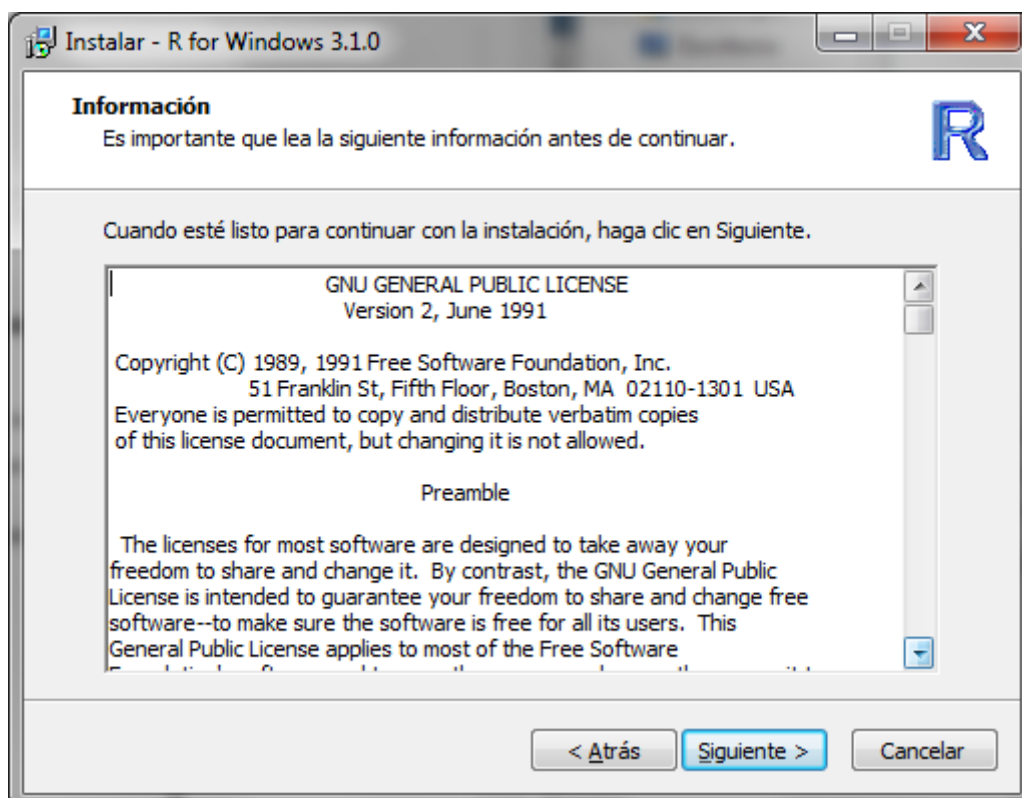 Instalar - R for Windows 3.1.0
Información
Es importante que lea la siguiente información antes de continuar.
R
Cuando esté listo para continuar con la instalación, haga clic en Siguiente.
GNU GENERAL PUBLIC LICENSE
Version 2, June 1991
Copyright (C) 1989, 1991 Free Software Foundation, Inc.
51 Franklin St, Fifth Floor, Boston, MA  02110-1301  USA
Everyone is permitted to copy and distribute verbatim copies
of this license document, but changing it is not allowed.
Preamble
The licenses for most software are designed to take away your
freedom to share and change it.  By contrast, the GNU General Public
License is intended to guarantee your freedom to share and change free
software--to make sure the software is free for all its users.  This
General Public License applies to most of the Free Software
< Atrás
Siguiente >
Cancelar